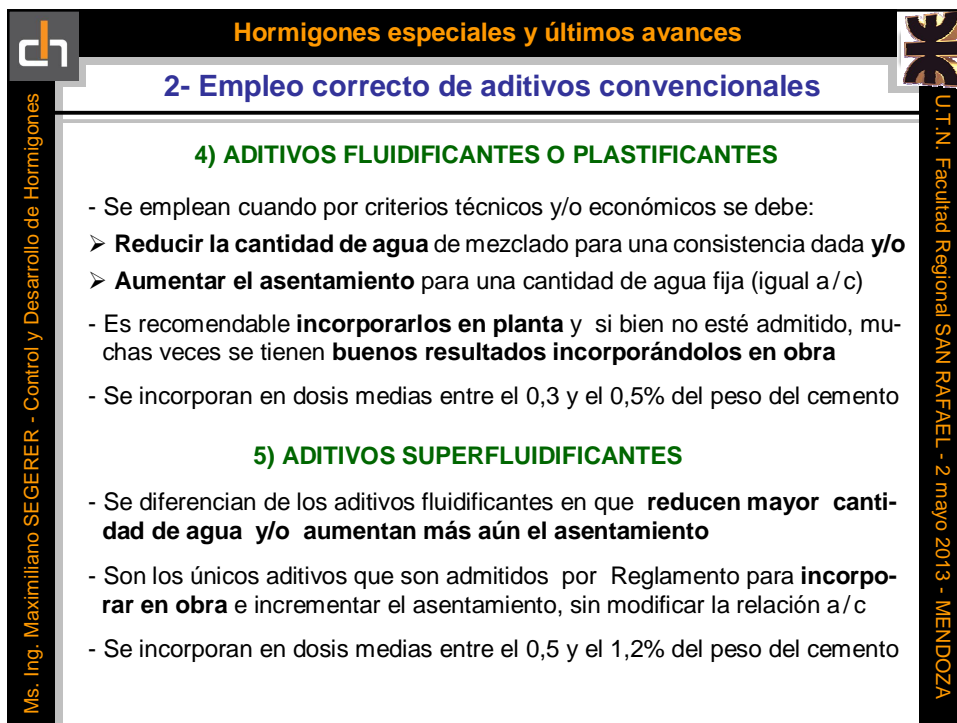 Hormigones especiales y últimos avances
2- Empleo correcto de aditivos convencionales
4) ADITIVOS FLUIDIFICANTES O PLASTIFICANTES
- Se emplean cuando por criterios técnicos y/o económicos se debe:
➢ Reducir la cantidad de agua de mezclado para una consistencia dada y/o
➢ Aumentar el asentamiento para una cantidad de agua fija (igual a/c)
- Es recomendable incorporarlos en planta y si bien no esté admitido, mu-
chas veces se tienen buenos resultados incorporándolos en obra
- Se incorporan en dosis medias entre el 0,3 y el 0,5% del peso del cemento
5) ADITIVOS SUPERFLUIDIFICANTES
- Se diferencian de los aditivos fluidificantes en que reducen mayor canti-
dad de agua y/o aumentan más aún el asentamiento
- Son los únicos aditivos que son admitidos por Reglamento para incorpo-
rar en obra e incrementar el asentamiento, sin modificar la relación a/c
- Se incorporan en dosis medias entre el 0,5 y el 1,2% del peso del cemento
Ms. Ing. Maximiliano SEGERER - Control y Desarrollo de Hormigones
U.T.N. Facultad Regional SAN RAFAEL - 2 mayo 2013 - MENDOZA